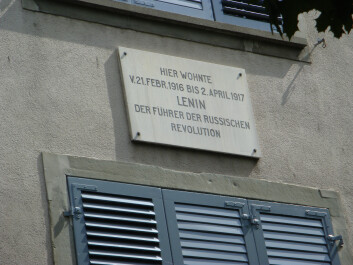 HIER WOHNTE
V. 21. FEBR. 1916 BIS 2. APRIL 1917
LENIN
DER FÜHRER DER RUSSISCHEN
REVOLUTION